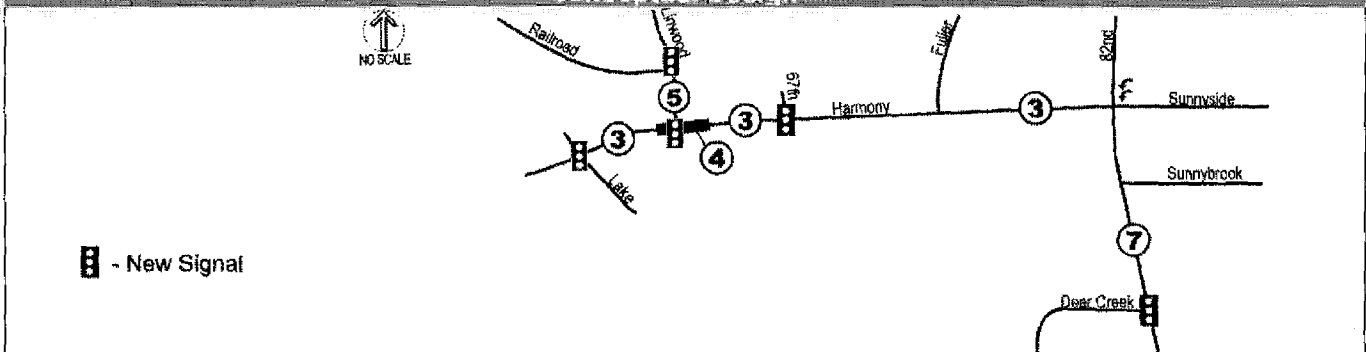 NO SCALE
Railroad
Linwood
5
67th
Fuller
82nd
Harmony
Sunnyside
3
3
3
4
Lake
Sunnybrook
7
Deer Creek
- New Signal